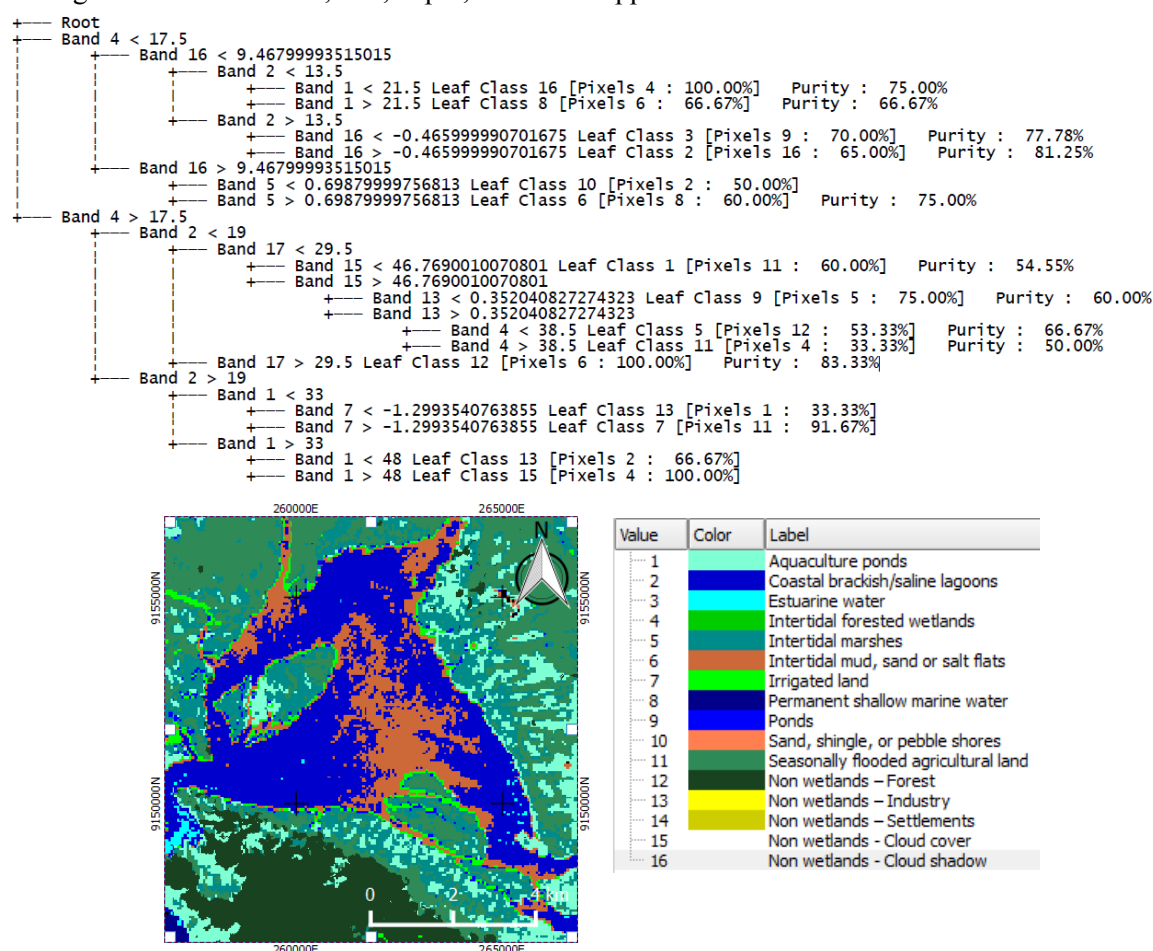 +--- Root
+--- Band 4 < 17.5
+--- Band 16 < 9.46799993515015
+--- Band 2 < 13.5
+--- Band 1 < 21.5 Leaf Class 16 [Pixels 4 : 100.00%] Purity : 75.00%
+--- Band 1 > 21.5 Leaf Class 8 [Pixels 6 : 66.67%] Purity : 66.67%
+--- Band 2 > 13.5
+--- Band 16 < -0.465999990701675 Leaf Class 3 [Pixels 9 : 70.00%] Purity : 77.78%
+--- Band 16 > -0.465999990701675 Leaf Class 2 [Pixels 16 : 65.00%] Purity : 81.25%
+--- Band 16 > 9.46799993515015
+--- Band 5 < 0.69879999756813 Leaf Class 10 [Pixels 2 : 50.00%]
+--- Band 5 > 0.69879999756813 Leaf Class 6 [Pixels 8 : 60.00%] Purity : 75.00%
+--- Band 4 > 17.5
+--- Band 2 < 19
+--- Band 17 < 29.5
+--- Band 15 < 46.7690010070801 Leaf Class 1 [Pixels 11 : 60.00%] Purity : 54.55%
+--- Band 15 > 46.7690010070801
+--- Band 13 < 0.352040827274323 Leaf Class 9 [Pixels 5 : 75.00%] Purity : 60.00%
+--- Band 13 > 0.352040827274323
+--- Band 4 < 38.5 Leaf Class 5 [Pixels 12 : 53.33%] Purity : 66.67%
+--- Band 4 > 38.5 Leaf Class 11 [Pixels 4 : 33.33%] Purity : 50.00%
+--- Band 17 > 29.5 Leaf Class 12 [Pixels 6 : 100.00%] Purity : 83.33%
+--- Band 2 > 19
+--- Band 1 < 33
+--- Band 7 < -1.2993540763855 Leaf Class 13 [Pixels 1 : 33.33%]
+--- Band 7 > -1.2993540763855 Leaf Class 7 [Pixels 11 : 91.67%]
+--- Band 1 > 33
+--- Band 1 < 48 Leaf Class 13 [Pixels 2 : 66.67%]
+--- Band 1 > 48 Leaf Class 15 [Pixels 4 : 100.00%]
260000E 265000E
N
9155000N 9155000N
9150000N 9150000N
0 2 4 km
260000E 265000E
Value Color Label
1 Aquaculture ponds
2 Coastal brackish/saline lagoons
3 Estuarine water
4 Intertidal forested wetlands
5 Intertidal marshes
6 Intertidal mud, sand or salt flats
7 Irrigated land
8 Permanent shallow marine water
9 Ponds
10 Sand, shingle, or pebble shores
11 Seasonally flooded agricultural land
12 Non wetlands – Forest
13 Non wetlands – Industry
14 Non wetlands – Settlements
15 Non wetlands - Cloud cover
16 Non wetlands - Cloud shadow